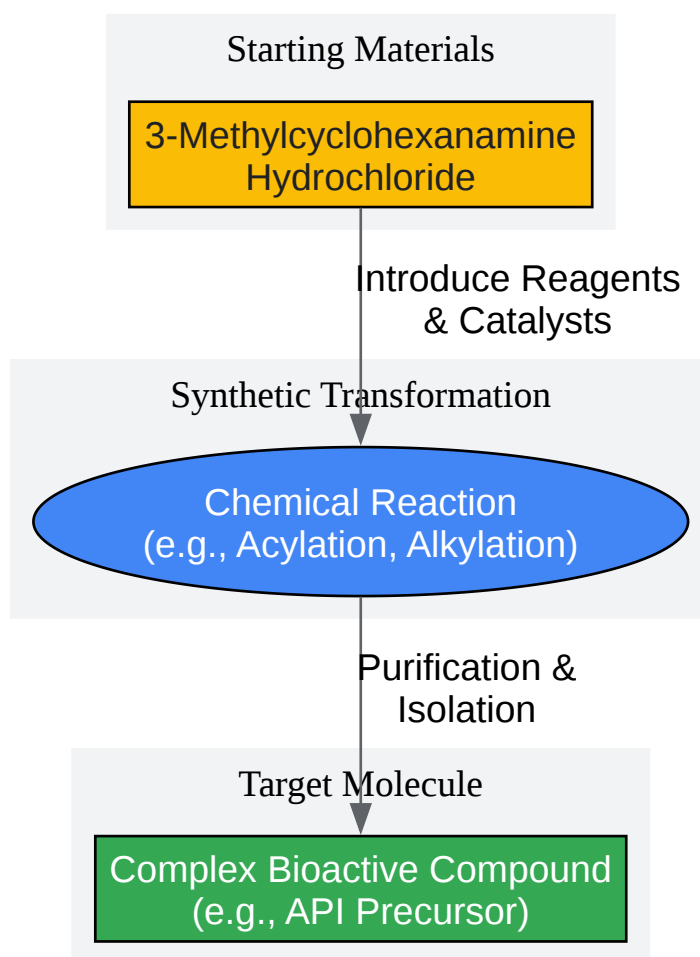 Starting Materials
3-Methylcyclohexanamine
Hydrochloride
Introduce Reagents
& Catalysts
Synthetic Transformation
Chemical Reaction
(e.g., Acylation, Alkylation)
Purification &
Isolation
Target Molecule
Complex Bioactive Compound
(e.g., API Precursor)